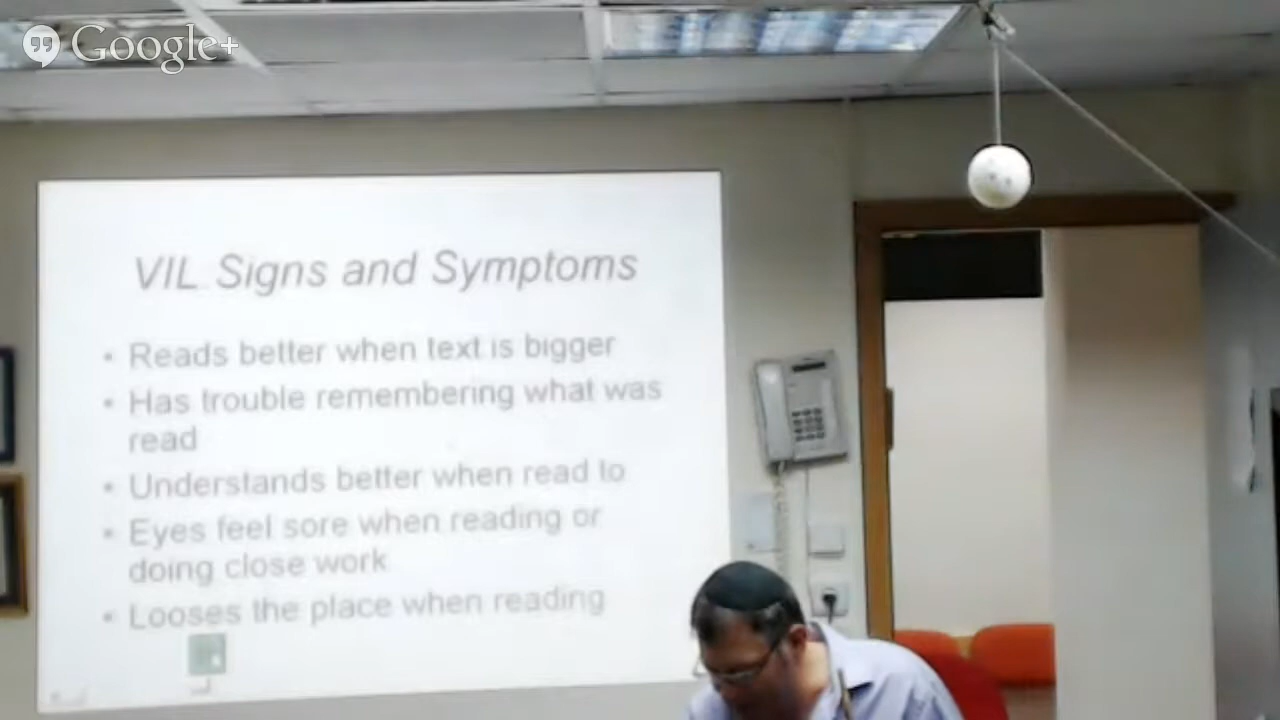 Google+
VIL Signs and Symptoms
• Reads better when text is bigger
• Has trouble remembering what was
read
• Understands better when read to
• Eyes feel sore when reading or
doing close work
• Looses the place when reading